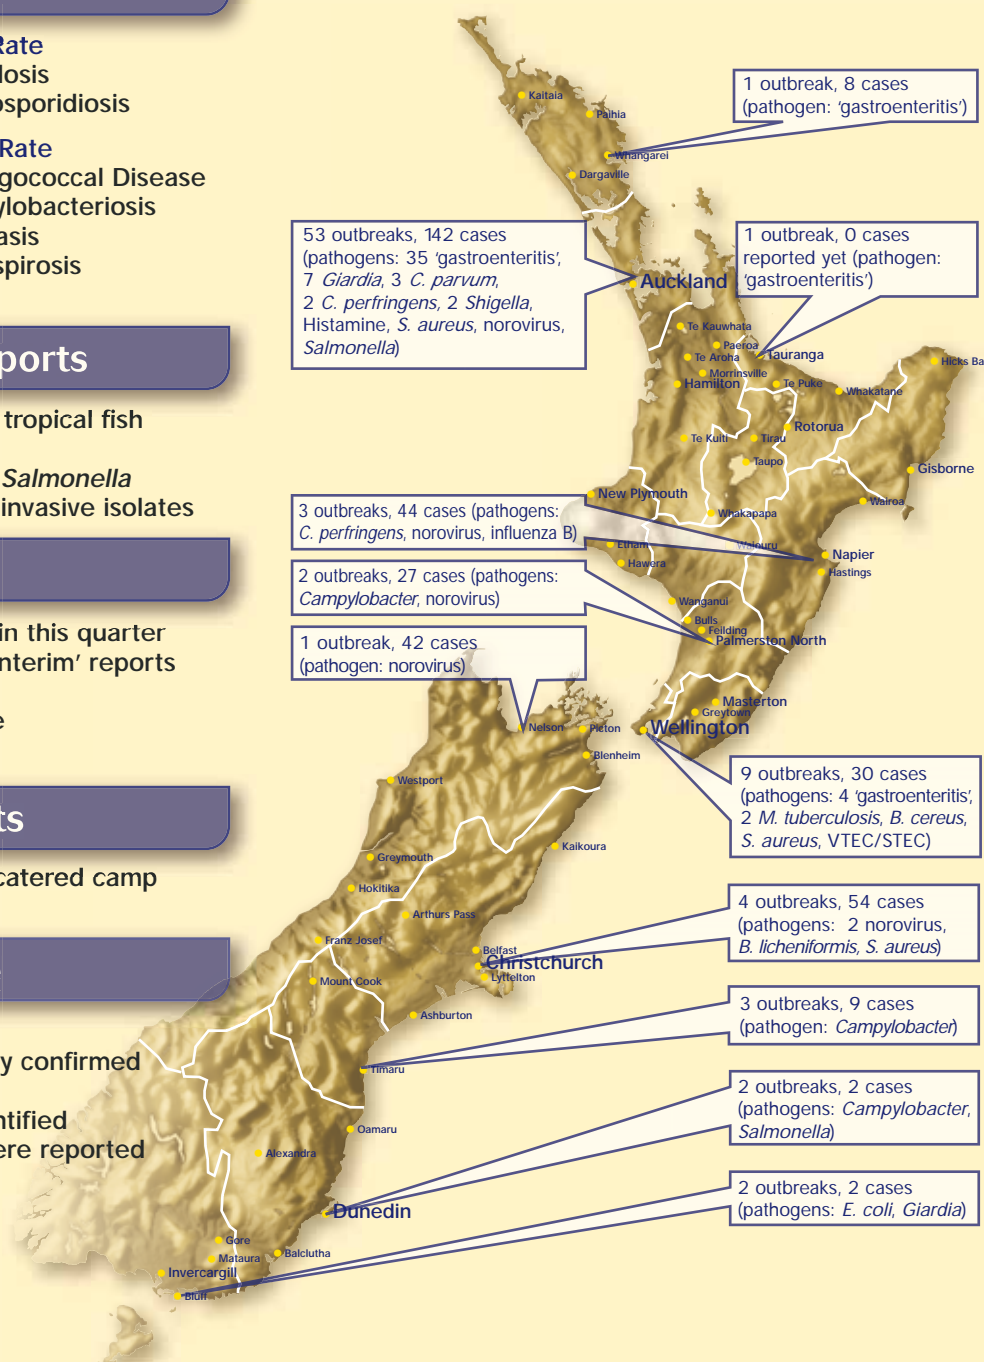 Rate
losis
osporidiosis
Rate
gococcal Disease
ylobacteriosis
asis
spirosis
ports
tropical fish
Salmonella
invasive isolates
in this quarter
nterim’ reports
e
ts
catered camp
y confirmed
ntified
ere reported
Kaitaia
Paihia
1 outbreak, 8 cases
(pathogen: ‘gastroenteritis’)
Whangarei
Dargaville
53 outbreaks, 142 cases
(pathogens: 35 ‘gastroenteritis’,
7 Giardia, 3 C. parvum,
2 C. perfringens, 2 Shigella,
Histamine, S. aureus, norovirus,
Salmonella)
1 outbreak, 0 cases
reported yet (pathogen:
‘gastroenteritis’)
Auckland
Te Kauwhata
Paeroa
Te Aroha
Tauranga
Morrinsville
Hamilton
Te Puke
Whakatane
Hicks Ba
Rotorua
Te Kuiti
Tirau
Taupo
Gisborne
New Plymouth
Wairoa
Whakapapa
3 outbreaks, 44 cases (pathogens:
C. perfringens, norovirus, influenza B)
Eltham
Waiouru
Napier
Hawera
Hastings
2 outbreaks, 27 cases (pathogens:
Campylobacter, norovirus)
Wanganui
Bulls
Feilding
Palmerston North
1 outbreak, 42 cases
(pathogen: norovirus)
Masterton
Greytown
Nelson
Picton
Wellington
Blenheim
Westport
9 outbreaks, 30 cases
(pathogens: 4 ‘gastroenteritis’,
2 M. tuberculosis, B. cereus,
S. aureus, VTEC/STEC)
Kaikoura
Greymouth
Hokitika
Arthurs Pass
4 outbreaks, 54 cases
(pathogens: 2 norovirus,
B. licheniformis, S. aureus)
Franz Josef
Belfast
Christchurch
Lyttelton
Mount Cook
Ashburton
3 outbreaks, 9 cases
(pathogen: Campylobacter)
Timaru
2 outbreaks, 2 cases
(pathogens: Campylobacter,
Salmonella)
Oamaru
Alexandra
Dunedin
2 outbreaks, 2 cases
(pathogens: E. coli, Giardia)
Gore
Balclutha
Mataura
Invercargill
Bluff